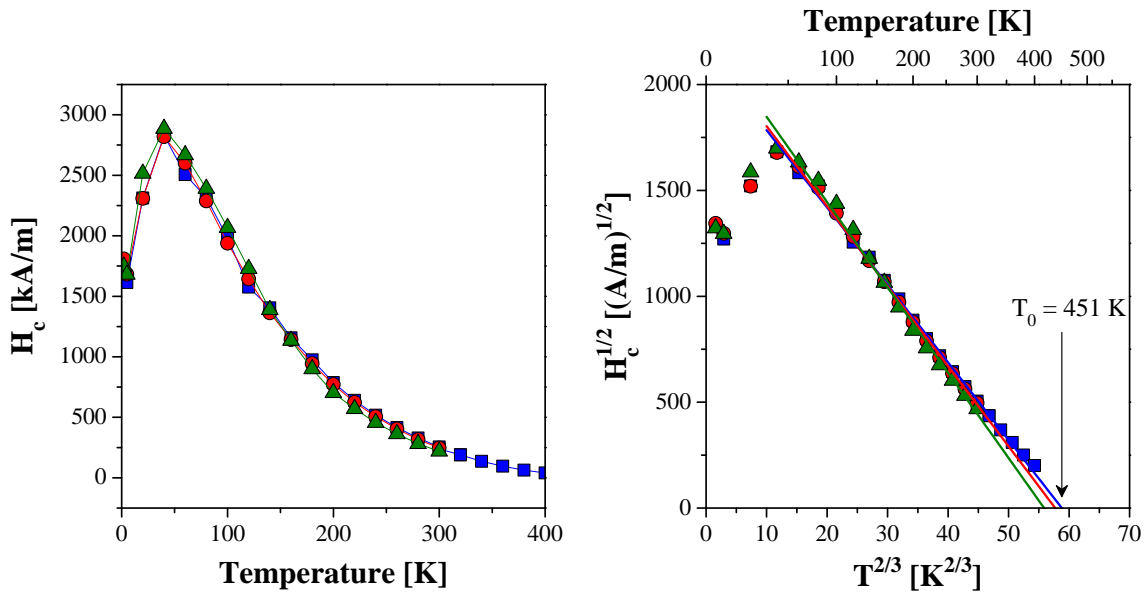 Temperature [K]
0 10 100 200 300 400 500
3000
2500
2000
1500
1000
500
0
H_c [kA/m]
0 100 200 300 400
Temperature [K]
2000
1500
1000
500
0
H_c^{1/2} [(A/m)^{1/2}]
T_0 = 451 K
0 10 20 30 40 50 60 70
T^{2/3} [K^{2/3}]